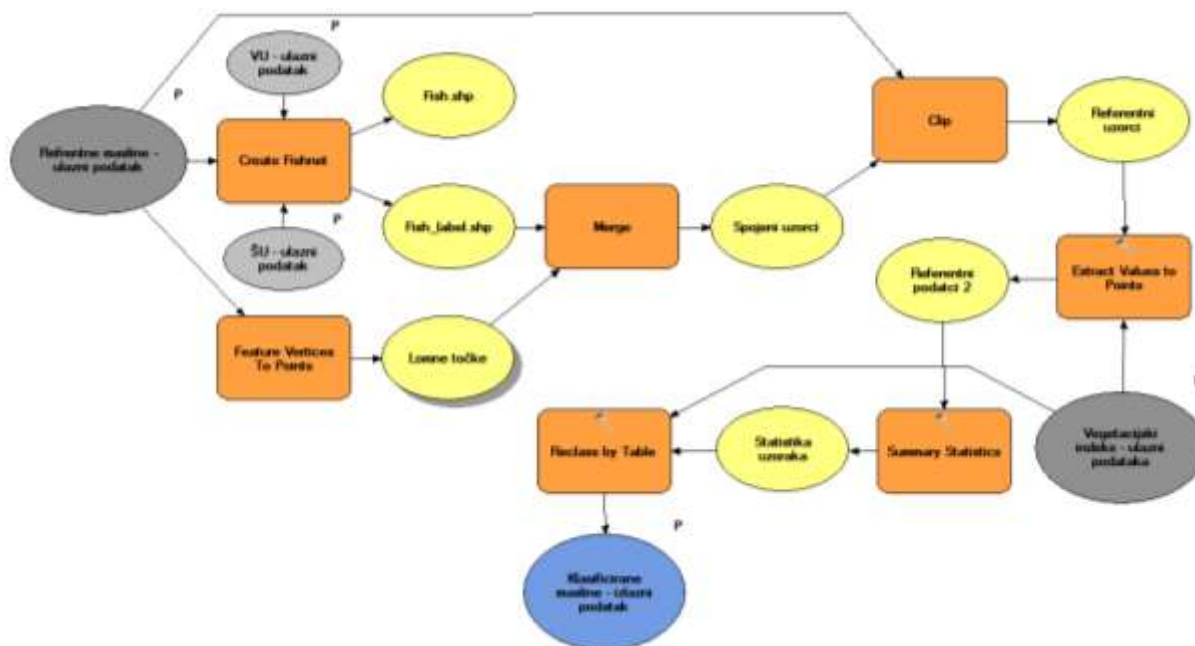 P
VU - ulazni
podatak
P
Fish.shp
Clip
Referentni
uzorci
Refrentne masline -
ulazni podatak
Create Fishnet
P
Fish_label.shp
Merge
Spojeni uzorci
ŠU - ulazni
podatak
Referentni
podatci 2
Extract Values to
Points
Feature Vertices
To Points
Lomne točke
Reclass by Table
Statistika
uzoraka
Summary Statistics
Vegetacijski
indeks - ulazni
podataka
P
Klasificirane
masline - izlazni
podatak